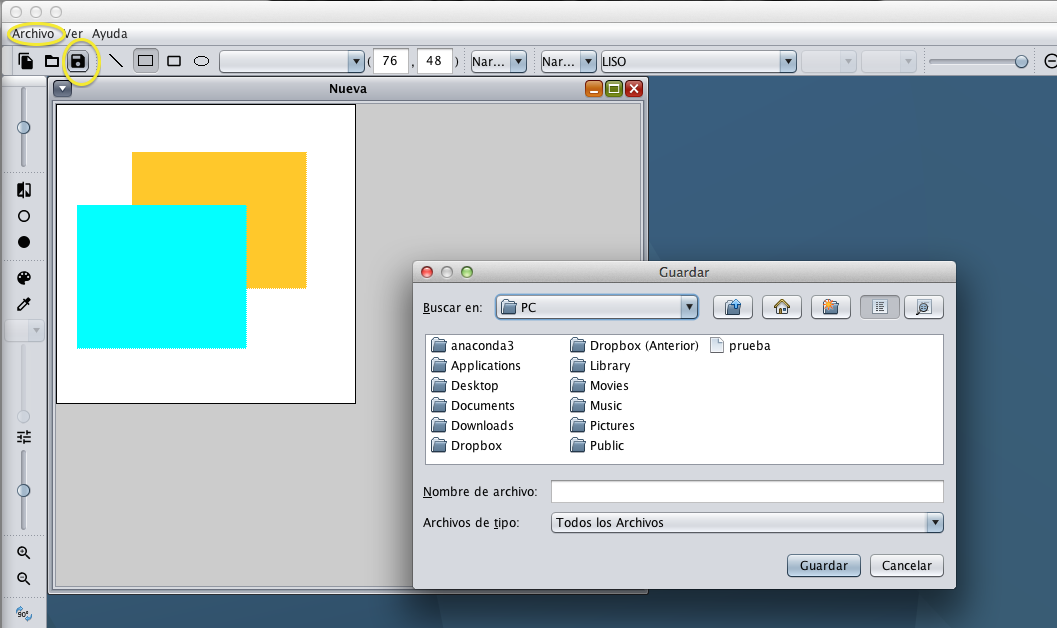 Archivo Ver Ayuda
( 76 , 48 ) Nar... Nar... LISO
Nueva
Guardar
Buscar en: PC
anaconda3 Dropbox (Anterior) prueba
Applications Library
Desktop Movies
Documents Music
Downloads Pictures
Dropbox Public
Nombre de archivo:
Archivos de tipo: Todos los Archivos
Guardar Cancelar
90°